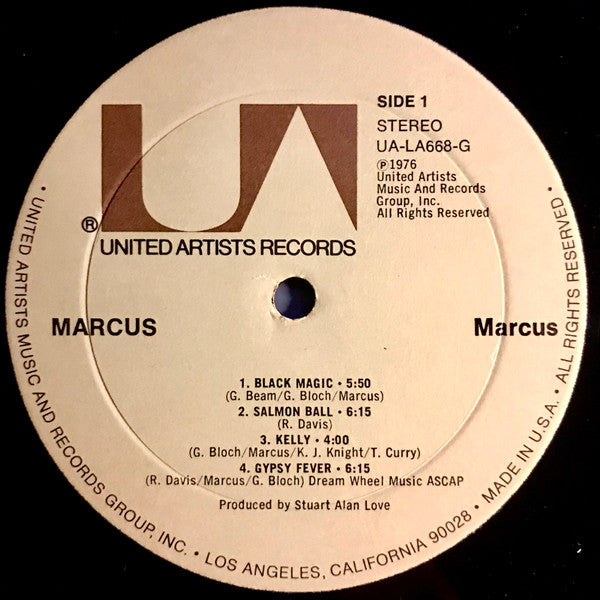 UA
® UNITED ARTISTS RECORDS
SIDE 1
STEREO
UA-LA668-G
℗1976
United Artists
Music And Records
Group, Inc.
All Rights Reserved
MARCUS
Marcus
1. BLACK MAGIC • 5:50
(G. Beam/G. Bloch/Marcus)
2. SALMON BALL • 6:15
(R. Davis)
3. KELLY • 4:00
(G. Bloch/Marcus/K. J. Knight/T. Curry)
4. GYPSY FEVER • 6:15
(R. Davis/Marcus/G. Bloch) Dream Wheel Music ASCAP
Produced by Stuart Alan Love
• UNITED ARTISTS MUSIC AND RECORDS GROUP, INC. • LOS ANGELES, CALIFORNIA 90028 • MADE IN U.S.A. • ALL RIGHTS RESERVED •